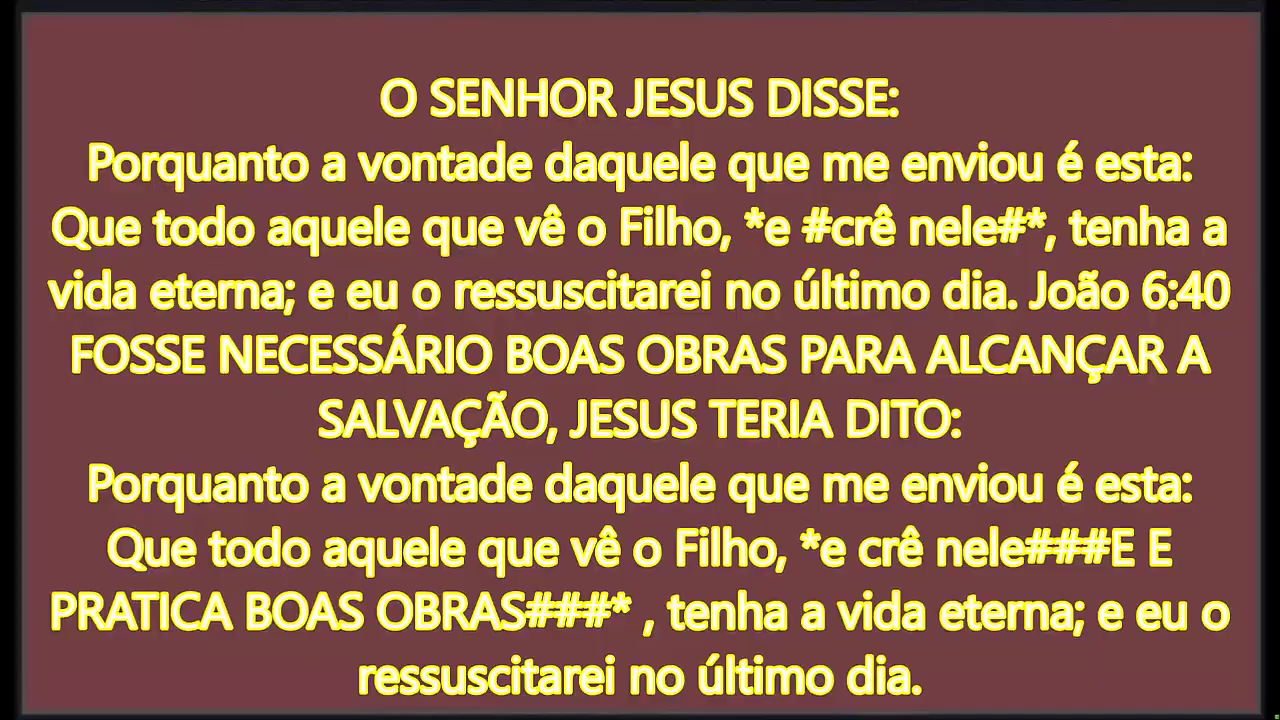 O SENHOR JESUS DISSE:
Porquanto a vontade daquele que me enviou é esta:
Que todo aquele que vê o Filho, *e #crê nele#*, tenha a
vida eterna; e eu o ressuscitarei no último dia. João 6:40
FOSSE NECESSÁRIO BOAS OBRAS PARA ALCANÇAR A
SALVAÇÃO, JESUS TERIA DITO:
Porquanto a vontade daquele que me enviou é esta:
Que todo aquele que vê o Filho, *e crê nele###E E
PRATICA BOAS OBRAS###* , tenha a vida eterna; e eu o
ressuscitarei no último dia.